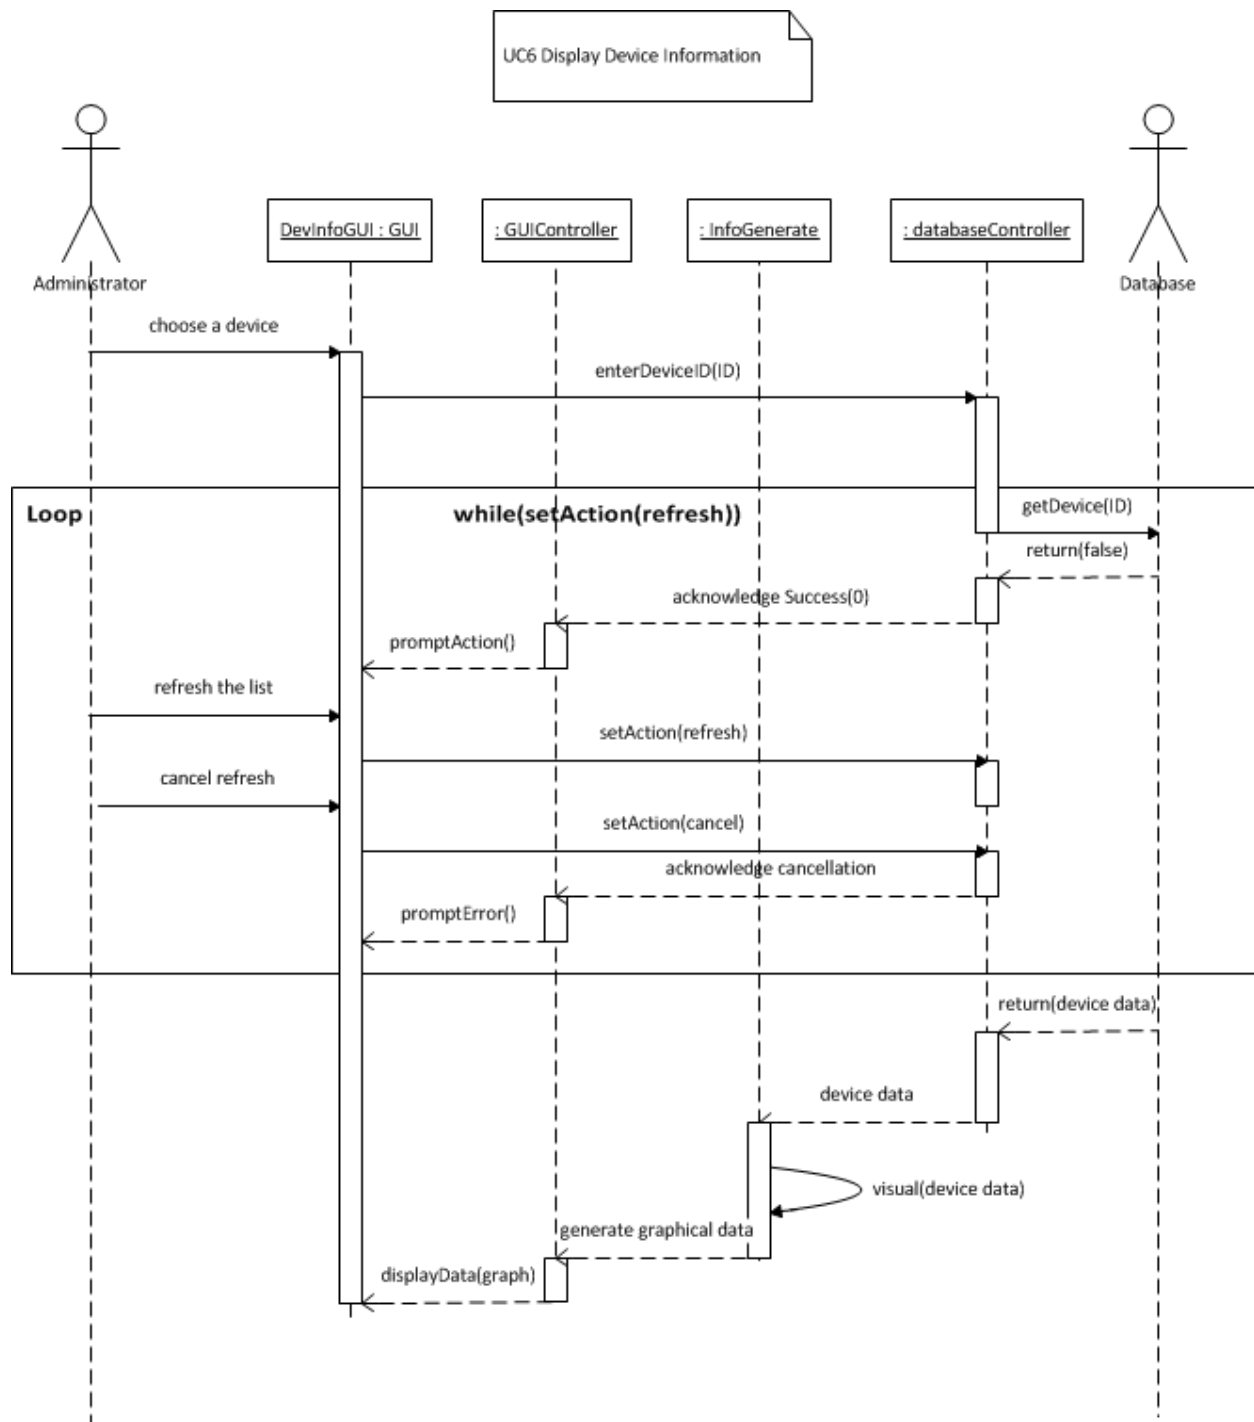 UC6 Display Device Information
DevInfoGUI : GUI
: GUIController
: InfoGenerate
: databaseController
Administrator
Database
choose a device
enterDeviceID(ID)
Loop
while(setAction(refresh))
getDevice(ID)
return(false)
acknowledge Success(0)
promptAction()
refresh the list
setAction(refresh)
cancel refresh
setAction(cancel)
acknowledge cancellation
promptError()
return(device data)
device data
visual(device data)
generate graphical data
displayData(graph)